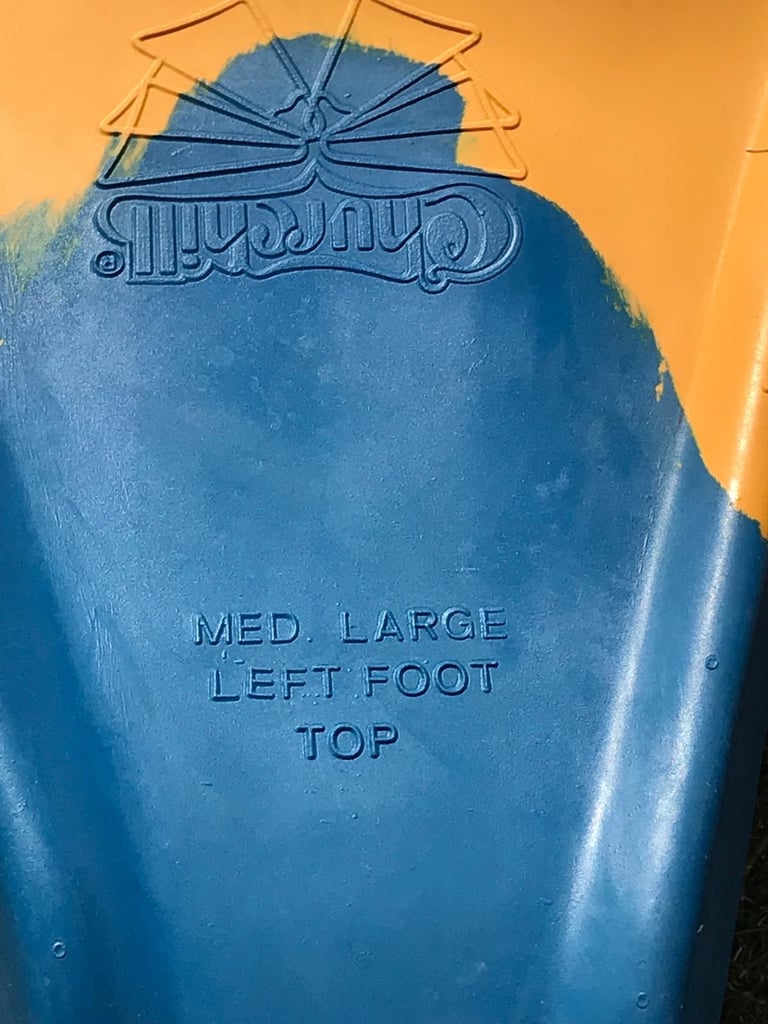 Churchill®
MED. LARGE
LEFT FOOT
TOP